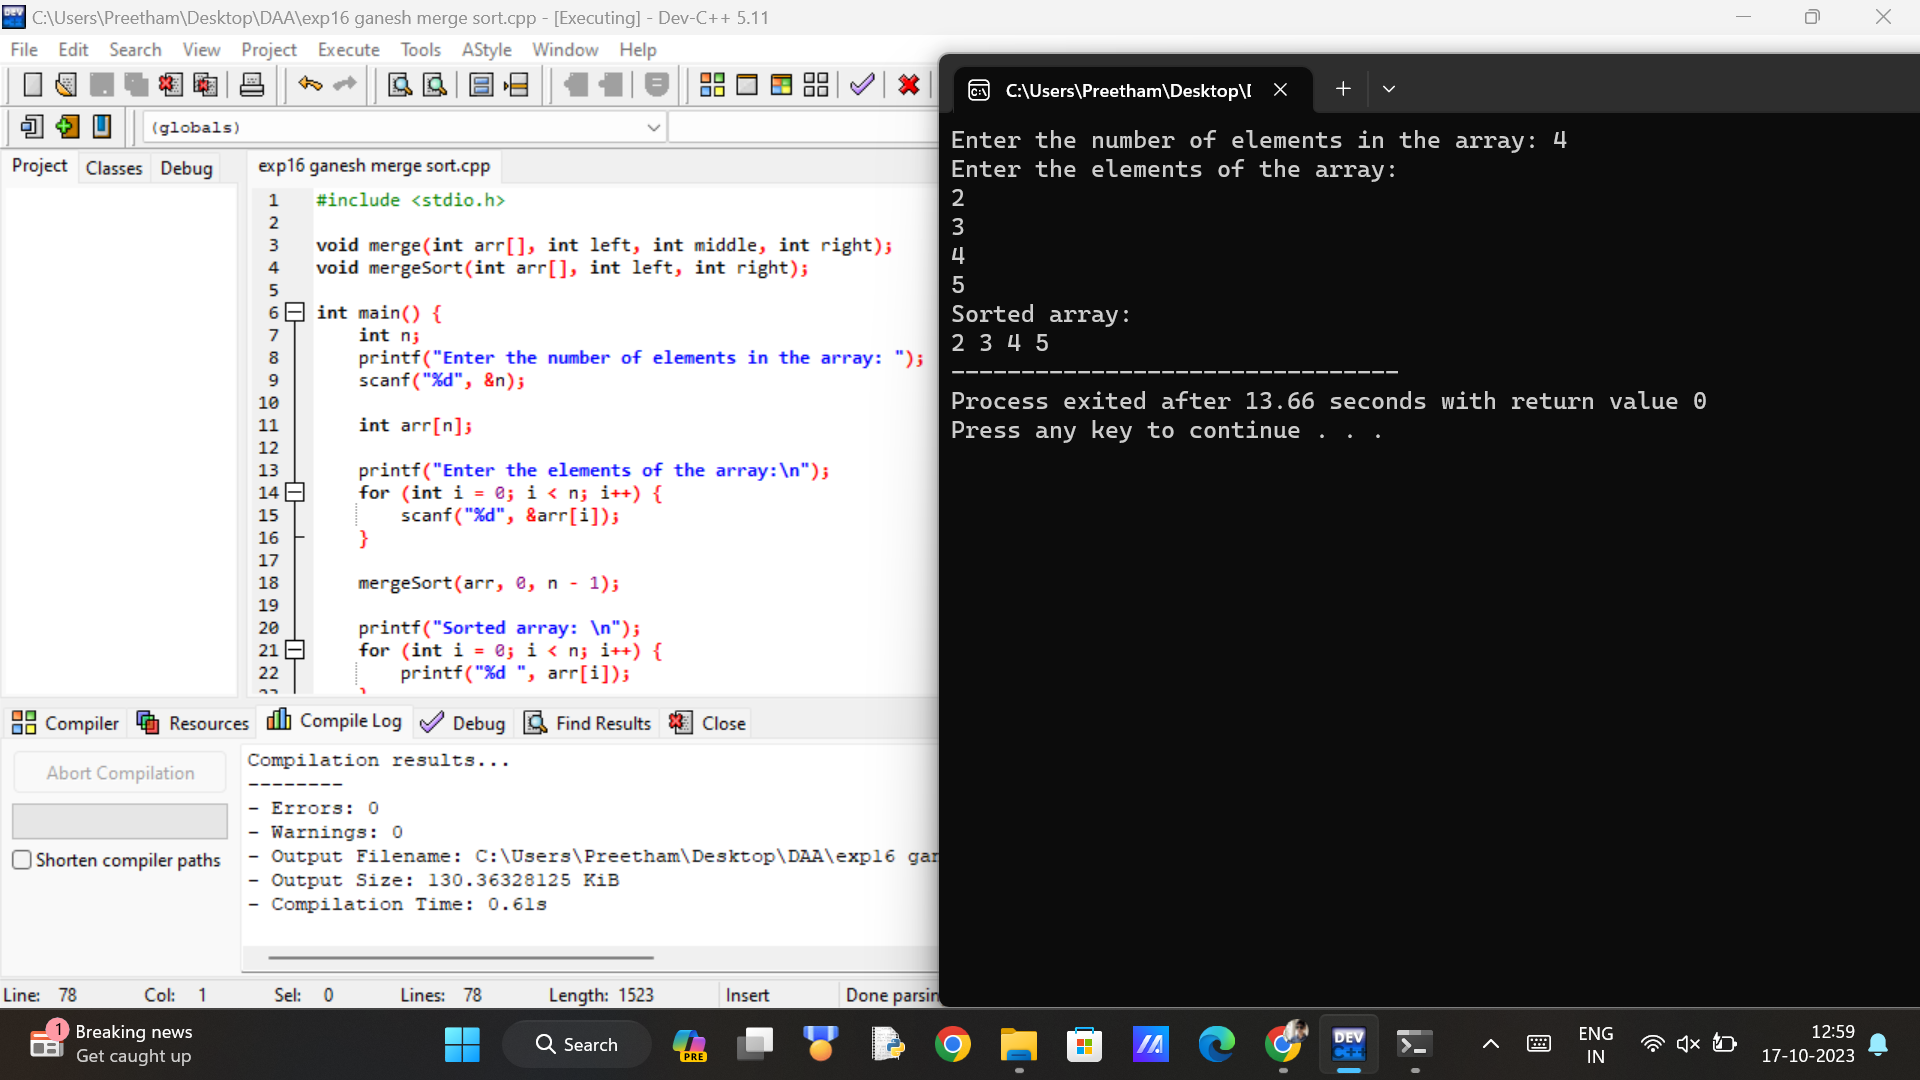 C:\Users\Preetham\Desktop\DAA\exp16 ganesh merge sort.cpp - [Executing] - Dev-C++ 5.11
File Edit Search View Project Execute Tools AStyle Window Help
(globals)
Project Classes Debug
exp16 ganesh merge sort.cpp
1 #include <stdio.h>
2
3 void merge(int arr[], int left, int middle, int right);
4 void mergeSort(int arr[], int left, int right);
5
6 int main() {
7 int n;
8 printf("Enter the number of elements in the array: ");
9 scanf("%d", &n);
10
11 int arr[n];
12
13 printf("Enter the elements of the array:\n");
14 for (int i = 0; i < n; i++) {
15 scanf("%d", &arr[i]);
16 }
17
18 mergeSort(arr, 0, n - 1);
19
20 printf("Sorted array: \n");
21 for (int i = 0; i < n; i++) {
22 printf("%d ", arr[i]);
Compiler Resources Compile Log Debug Find Results Close
Abort Compilation
Shorten compiler paths
Compilation results...
--------
- Errors: 0
- Warnings: 0
- Output Filename: C:\Users\Preetham\Desktop\DAA\exp16 gan
- Output Size: 130.36328125 KiB
- Compilation Time: 0.61s
Line: 78 Col: 1 Sel: 0 Lines: 78 Length: 1523 Insert Done parsin
C:\Users\Preetham\Desktop\D
Enter the number of elements in the array: 4
Enter the elements of the array:
2
3
4
5
Sorted array:
2 3 4 5
--------------------------------
Process exited after 13.66 seconds with return value 0
Press any key to continue . . .
1
Breaking news
Get caught up
Search
PRE
DEV
C++
ENG
IN
12:59
17-10-2023